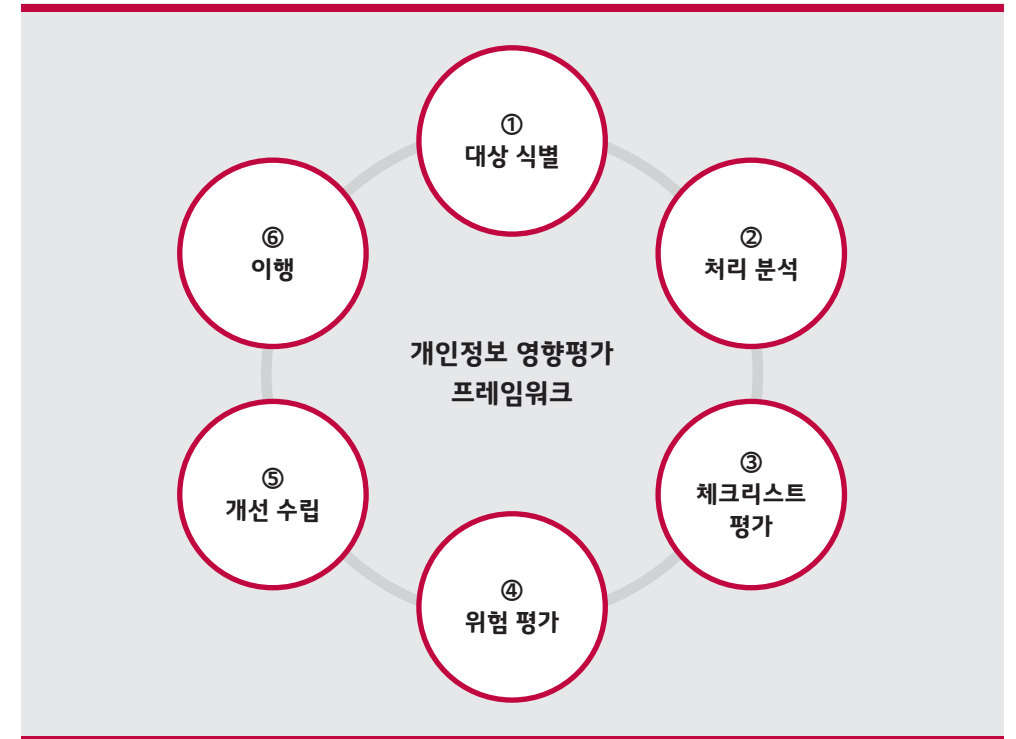 ①
대상 식별
②
처리 분석
③
체크리스트
평가
④
위험 평가
⑤
개선 수립
⑥
이행
개인정보 영향평가
프레임워크